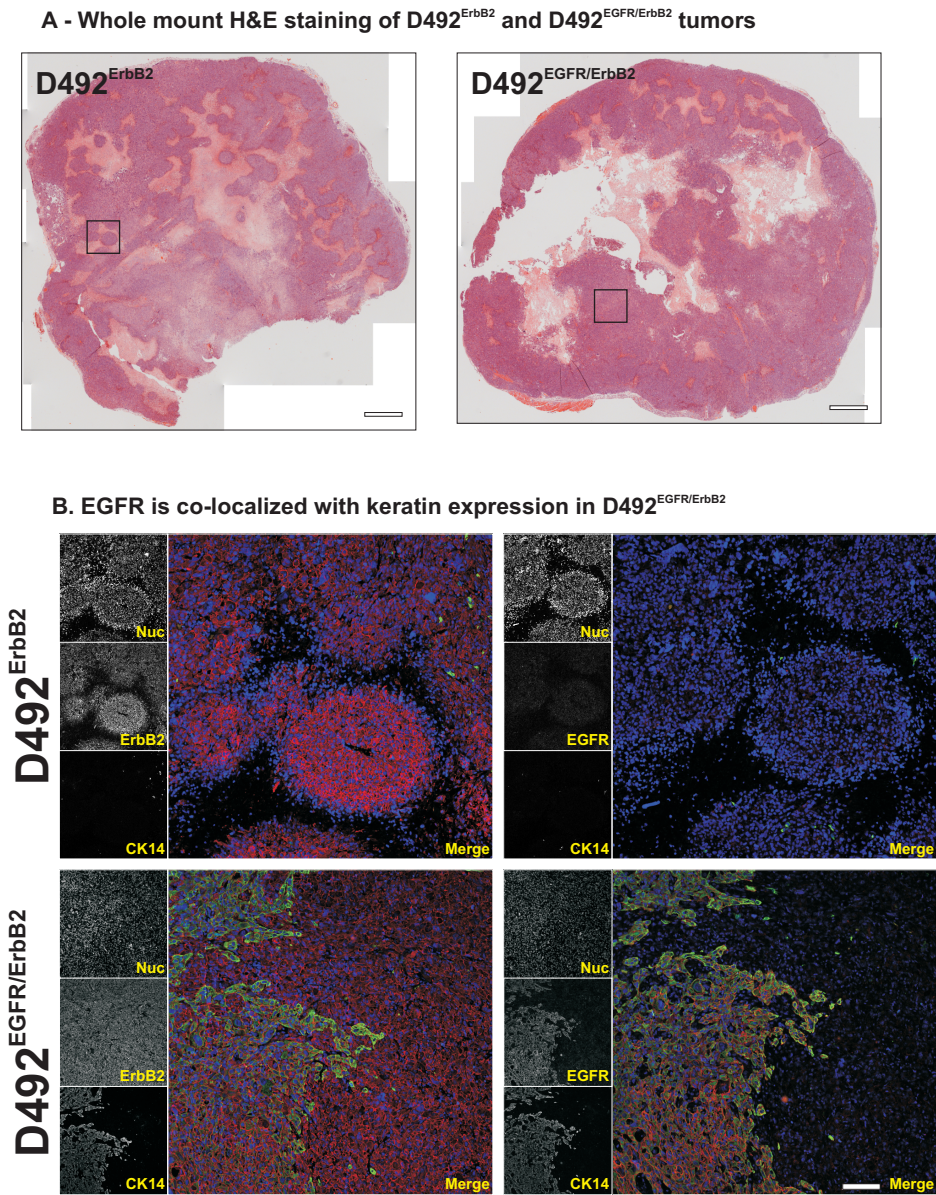 A - Whole mount H&E staining of D492ErbB2 and D492EGFR/ErbB2 tumors
D492ErbB2
D492EGFR/ErbB2
B. EGFR is co-localized with keratin expression in D492EGFR/ErbB2
D492ErbB2
Nuc
ErbB2
CK14
Merge
Nuc
EGFR
CK14
Merge
D492EGFR/ErbB2
Nuc
ErbB2
CK14
Merge
Nuc
EGFR
CK14
Merge